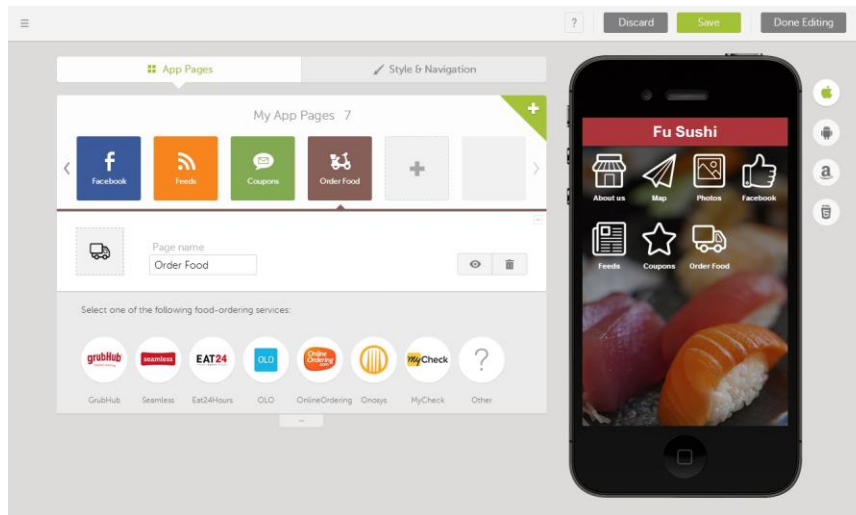 ? Discard Save Done Editing
App Pages Style & Navigation
My App Pages 7
f
Facebook Feeds Coupons Order Food
Page name
Order Food
Select one of the following food-ordering services:
grubHub seamless EAT24 OLO Online Ordering .com myCheck ?
GrubHub Seamless Eat24Hours OLO OnlineOrdering Onosys MyCheck Other
Fu Sushi
About us Map Photos Facebook
Feeds Coupons Order Food
a
5